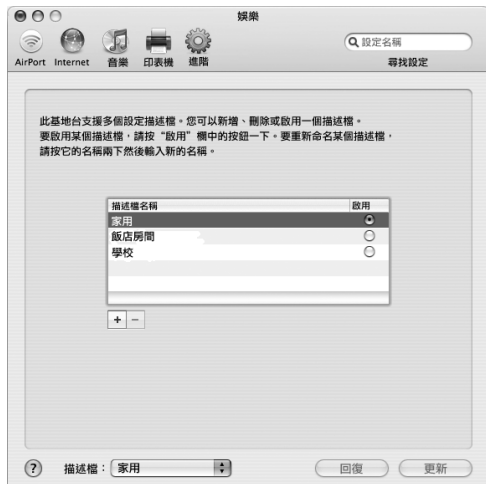 娛樂
AirPort Internet 音樂 印表機 進階
設定名稱
尋找設定
此基地台支援多個設定描述檔。您可以新增、刪除或啟用一個描述檔。
要啟用某個描述檔，請按“啟用”欄中的按鈕一下。要重新命名某個描述檔，
請按它的名稱兩下然後輸入新的名稱。
描述檔名稱 啟用
家用
飯店房間
學校
+ −
? 描述檔： 家用 回復 更新